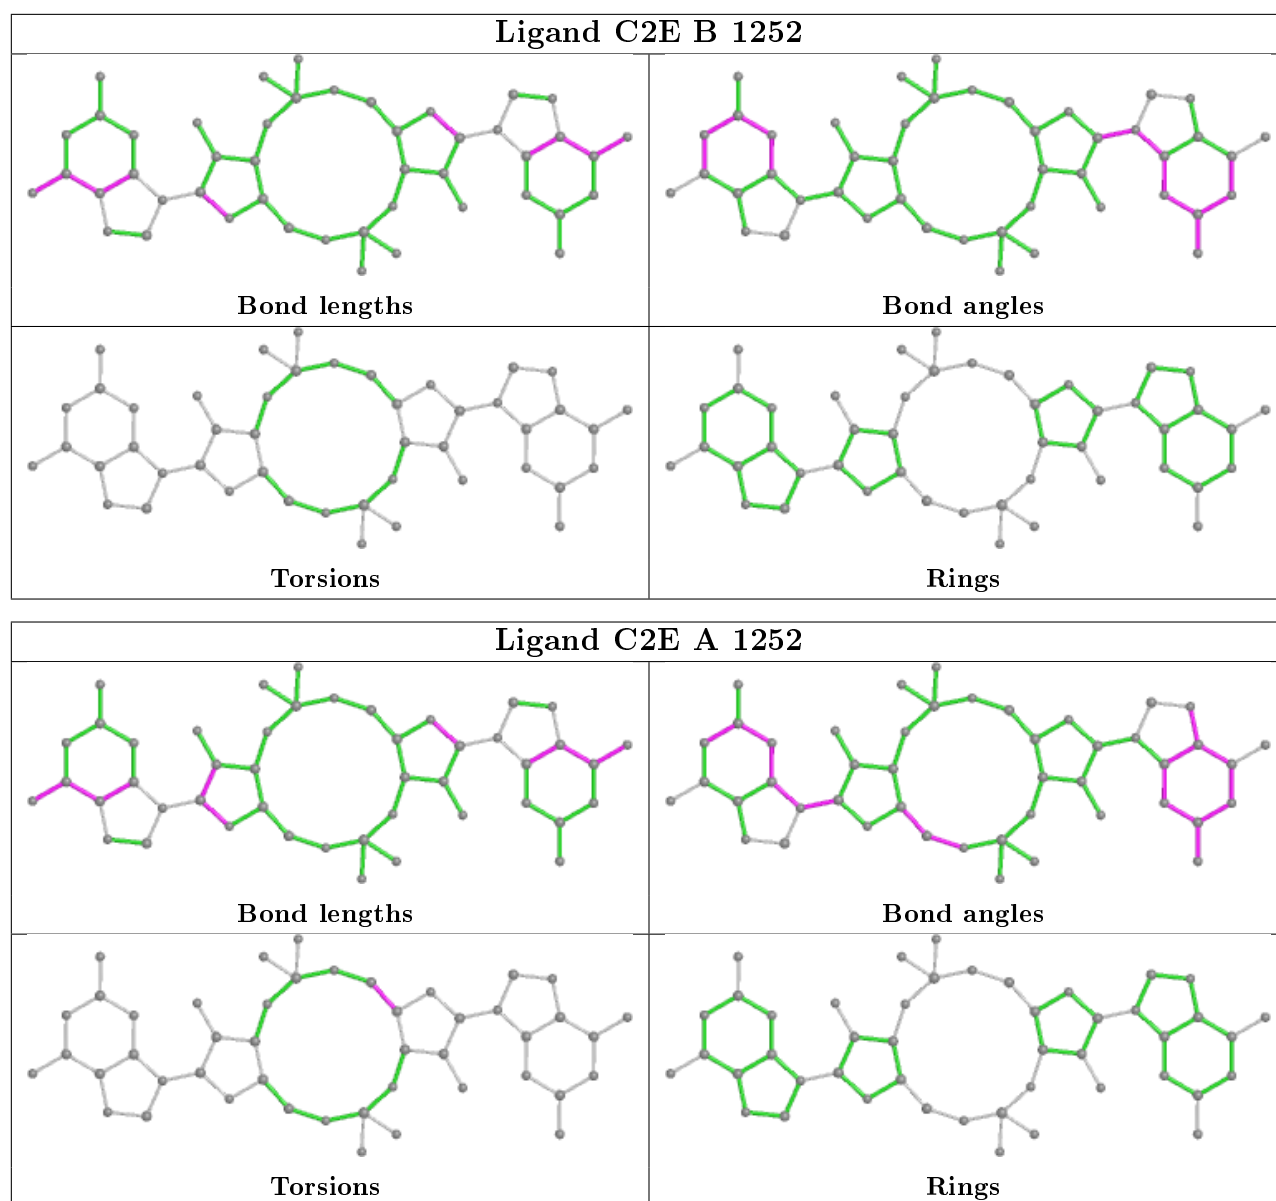 Ligand C2E B 1252
Bond lengths
Bond angles
Torsions
Rings
Ligand C2E A 1252
Bond lengths
Bond angles
Torsions
Rings